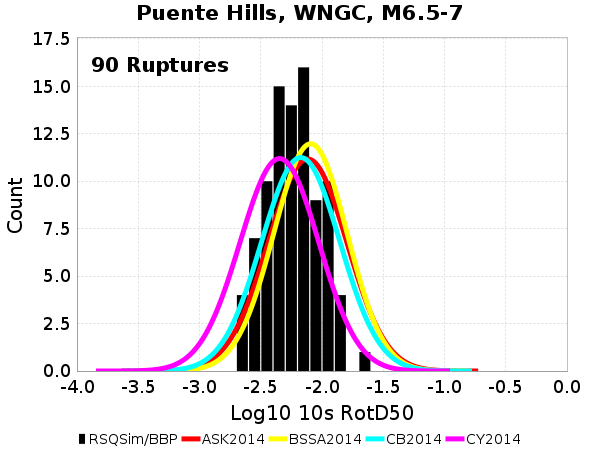 Puente Hills, WNGC, M6.5-7
90 Ruptures
Count
17.5
15.0
12.5
10.0
7.5
5.0
2.5
0.0
-4.0 -3.5 -3.0 -2.5 -2.0 -1.5 -1.0 -0.5 0.0
Log10 10s RotD50
RSQSim/BBP ASK2014 BSSA2014 CB2014 CY2014